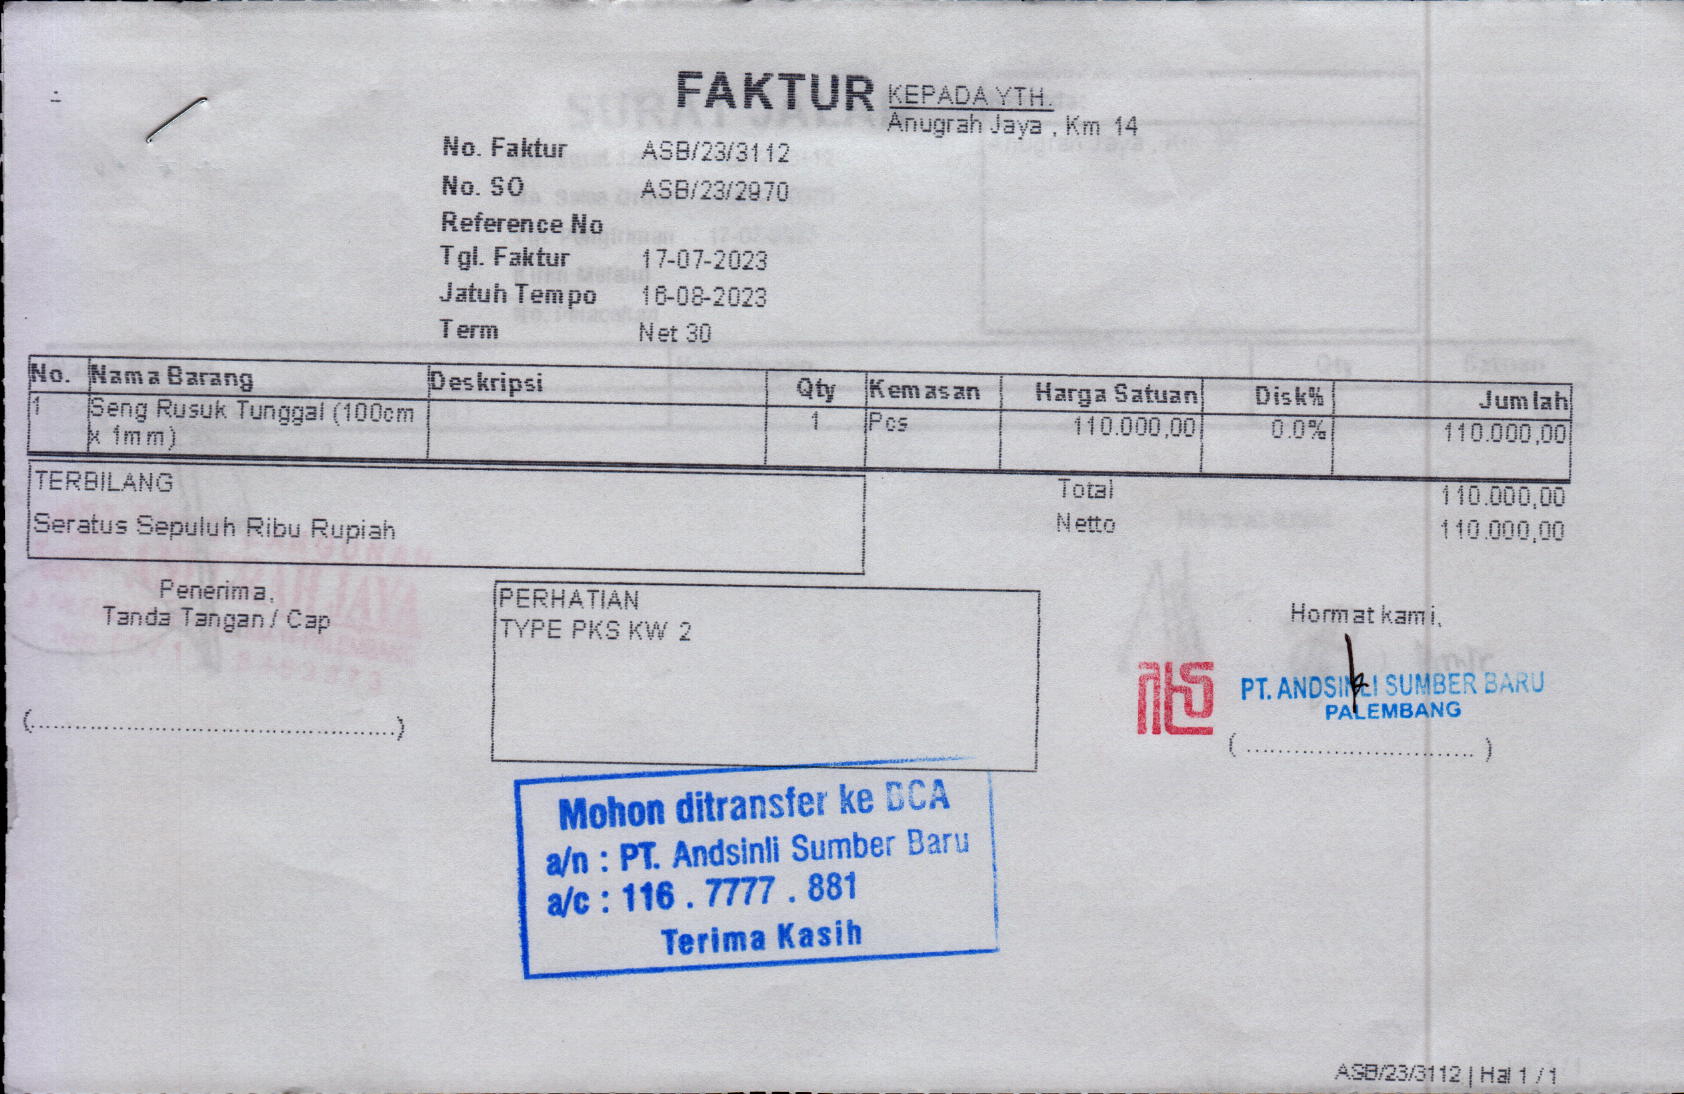 FAKTUR
KEPADA YTH.
Anugrah Jaya , Km 14
No. Faktur ASB/23/3112
No. SO ASB/23/2970
Reference No
Tgl. Faktur 17-07-2023
Jatuh Tempo 16-08-2023
Term Net 30
No. Nama Barang Deskripsi Qty Kemasan Harga Satuan Disk% Jumlah
1 Seng Rusuk Tunggal (100cm 1 Pcs 110.000,00 0.0% 110.000,00
x 1mm)
TERBILANG
Seratus Sepuluh Ribu Rupiah
Total 110.000,00
Netto 110.000,00
Penerima,
Tanda Tangan / Cap
(............................................)
PERHATIAN
TYPE PKS KW 2
Hormat kami,
PT. ANDSINLI SUMBER BARU
PALEMBANG
( ............................ )
Mohon ditransfer ke BCA
a/n : PT. Andsinli Sumber Baru
a/c : 116 . 7777 . 881
Terima Kasih
ASB/23/3112 | Hal 1 / 1